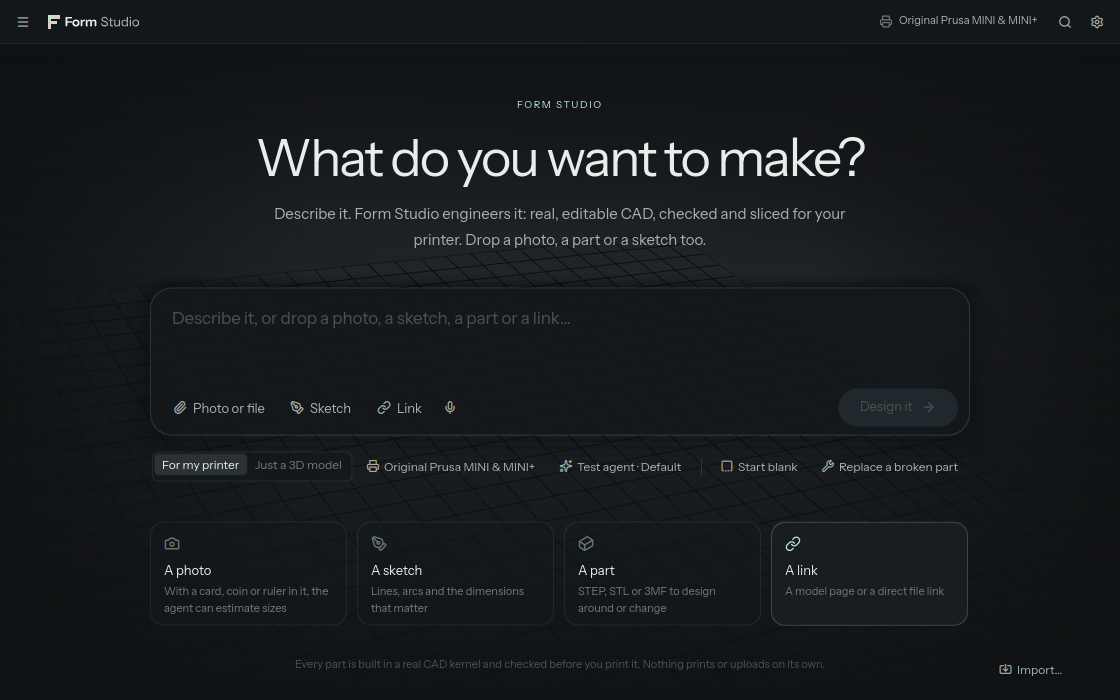 Form Studio
Original Prusa MINI & MINI+
FORM STUDIO
What do you want to make?
Describe it. Form Studio engineers it: real, editable CAD, checked and sliced for your
printer. Drop a photo, a part or a sketch too.
Describe it, or drop a photo, a sketch, a part or a link...
Photo or file
Sketch
Link
Design it
For my printer
Just a 3D model
Original Prusa MINI & MINI+
Test agent · Default
Start blank
Replace a broken part
A photo
With a card, coin or ruler in it, the
agent can estimate sizes
A sketch
Lines, arcs and the dimensions
that matter
A part
STEP, STL or 3MF to design
around or change
A link
A model page or a direct file link
Every part is built in a real CAD kernel and checked before you print it. Nothing prints or uploads on its own.
Import...